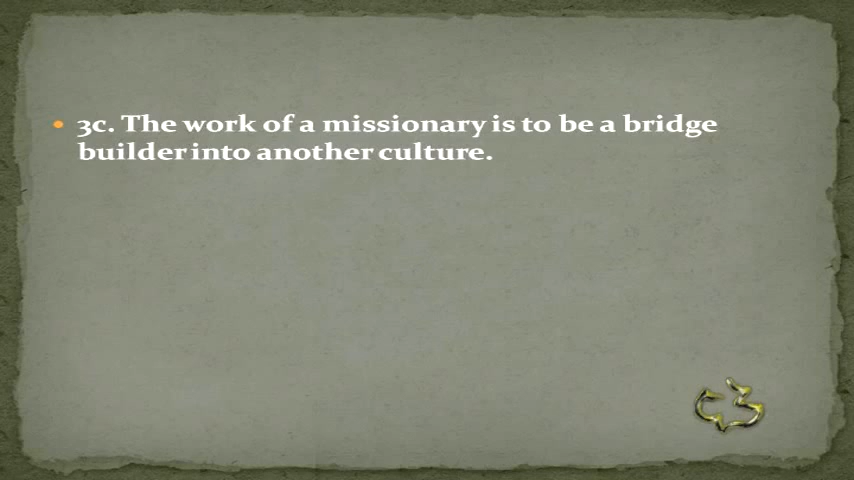 3c. The work of a missionary is to be a bridge
builder into another culture.